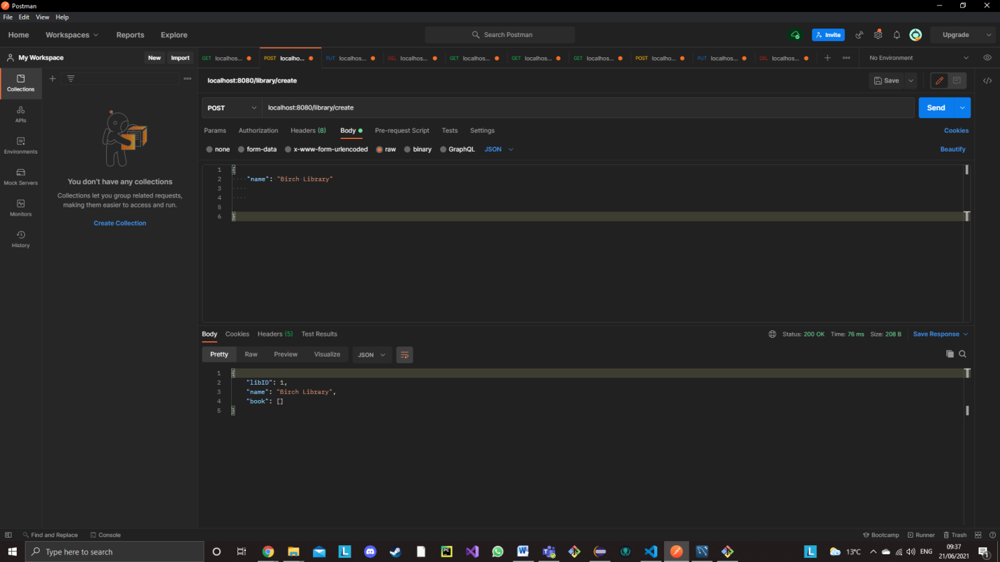 Postman
File Edit View Help
Home Workspaces Reports Explore Search Postman Invite Upgrade
My Workspace New Import GET localhos... POST localho... PUT localhos... DEL localhos... GET localhos... GET localhos... GET localhos... POST localhos... PUT localhos... DEL localhos... No Environment
Collections
APIs
Environments
Mock Servers
Monitors
History
You don't have any collections
Collections let you group related requests,
making them easier to access and run.
Create Collection
localhost:8080/library/create Save
POST localhost:8080/library/create Send
Params Authorization Headers (8) Body Pre-request Script Tests Settings Cookies
none form-data x-www-form-urlencoded raw binary GraphQL JSON Beautify
1 {
2 "name": "Birch Library"
3
4
5
6 }
Body Cookies Headers (5) Test Results Status: 200 OK Time: 76 ms Size: 208 B Save Response
Pretty Raw Preview Visualize JSON
1 {
2 "libID": 1,
3 "name": "Birch Library",
4 "book": []
5 }
Find and Replace Console Bootcamp Runner Trash
Type here to search 13°C ENG 09:37
21/06/2021